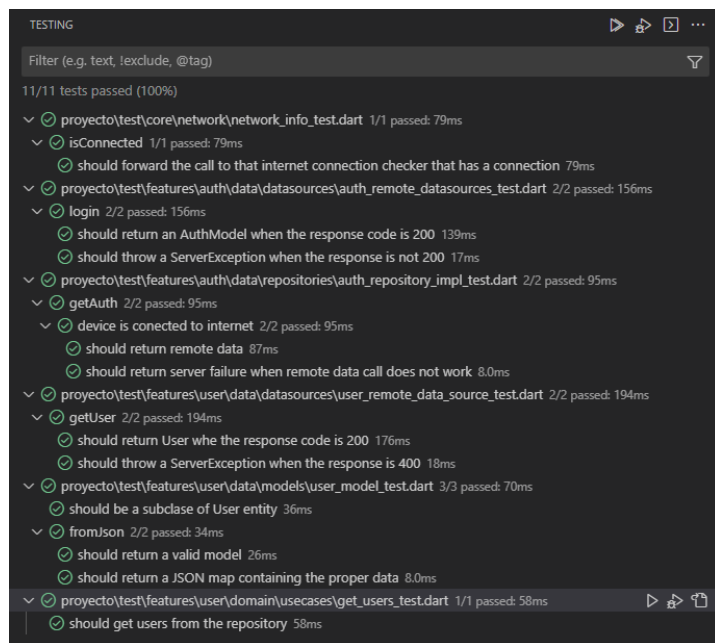 TESTING
Filter (e.g. text, !exclude, @tag)
11/11 tests passed (100%)
proyecto\test\core\network\network_info_test.dart 1/1 passed: 79ms
isConnected 1/1 passed: 79ms
should forward the call to that internet connection checker that has a connection 79ms
proyecto\test\features\auth\data\datasources\auth_remote_datasources_test.dart 2/2 passed: 156ms
login 2/2 passed: 156ms
should return an AuthModel when the response code is 200 139ms
should throw a ServerException when the response is not 200 17ms
proyecto\test\features\auth\data\repositories\auth_repository_impl_test.dart 2/2 passed: 95ms
getAuth 2/2 passed: 95ms
device is conected to internet 2/2 passed: 95ms
should return remote data 87ms
should return server failure when remote data call does not work 8.0ms
proyecto\test\features\user\data\datasources\user_remote_data_source_test.dart 2/2 passed: 194ms
getUser 2/2 passed: 194ms
should return User whe the response code is 200 176ms
should throw a ServerException when the response is 400 18ms
proyecto\test\features\user\data\models\user_model_test.dart 3/3 passed: 70ms
should be a subclase of User entity 36ms
fromJson 2/2 passed: 34ms
should return a valid model 26ms
should return a JSON map containing the proper data 8.0ms
proyecto\test\features\user\domain\usecases\get_users_test.dart 1/1 passed: 58ms
should get users from the repository 58ms